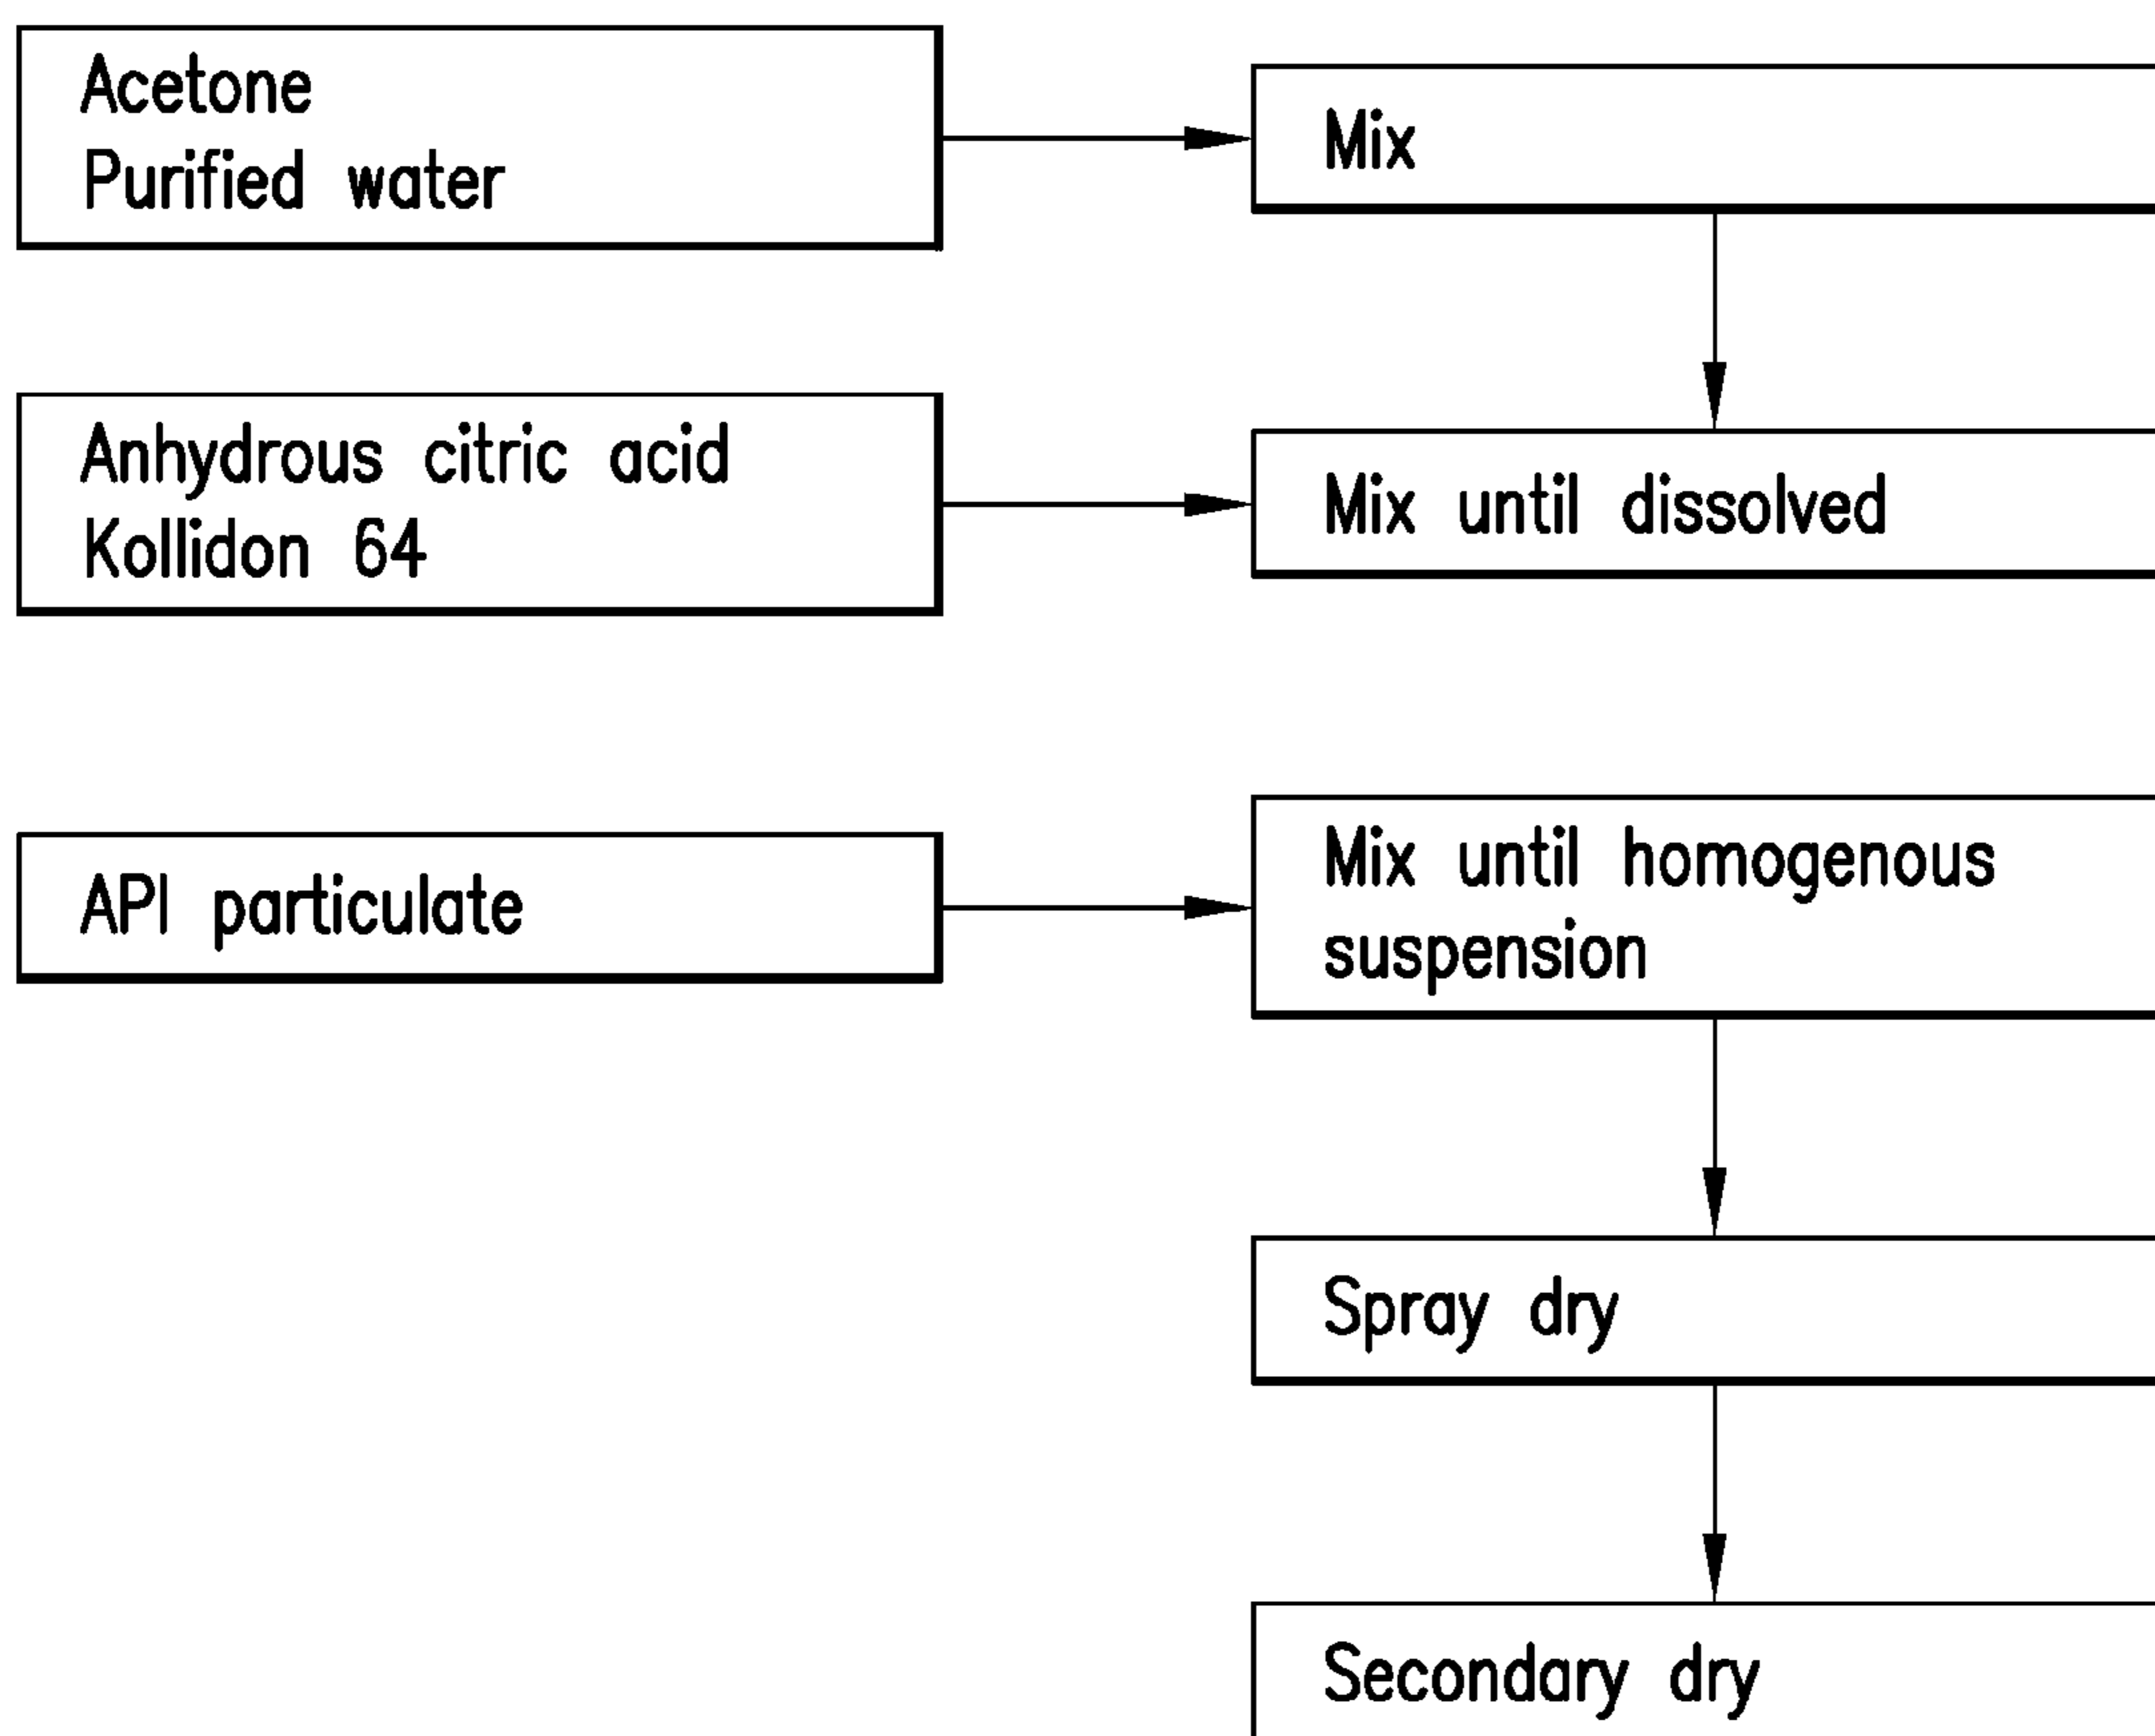 Acetone
Purified water
Mix
Anhydrous citric acid
Kollidon 64
Mix until dissolved
API particulate
Mix until homogenous
suspension
Spray dry
Secondary dry